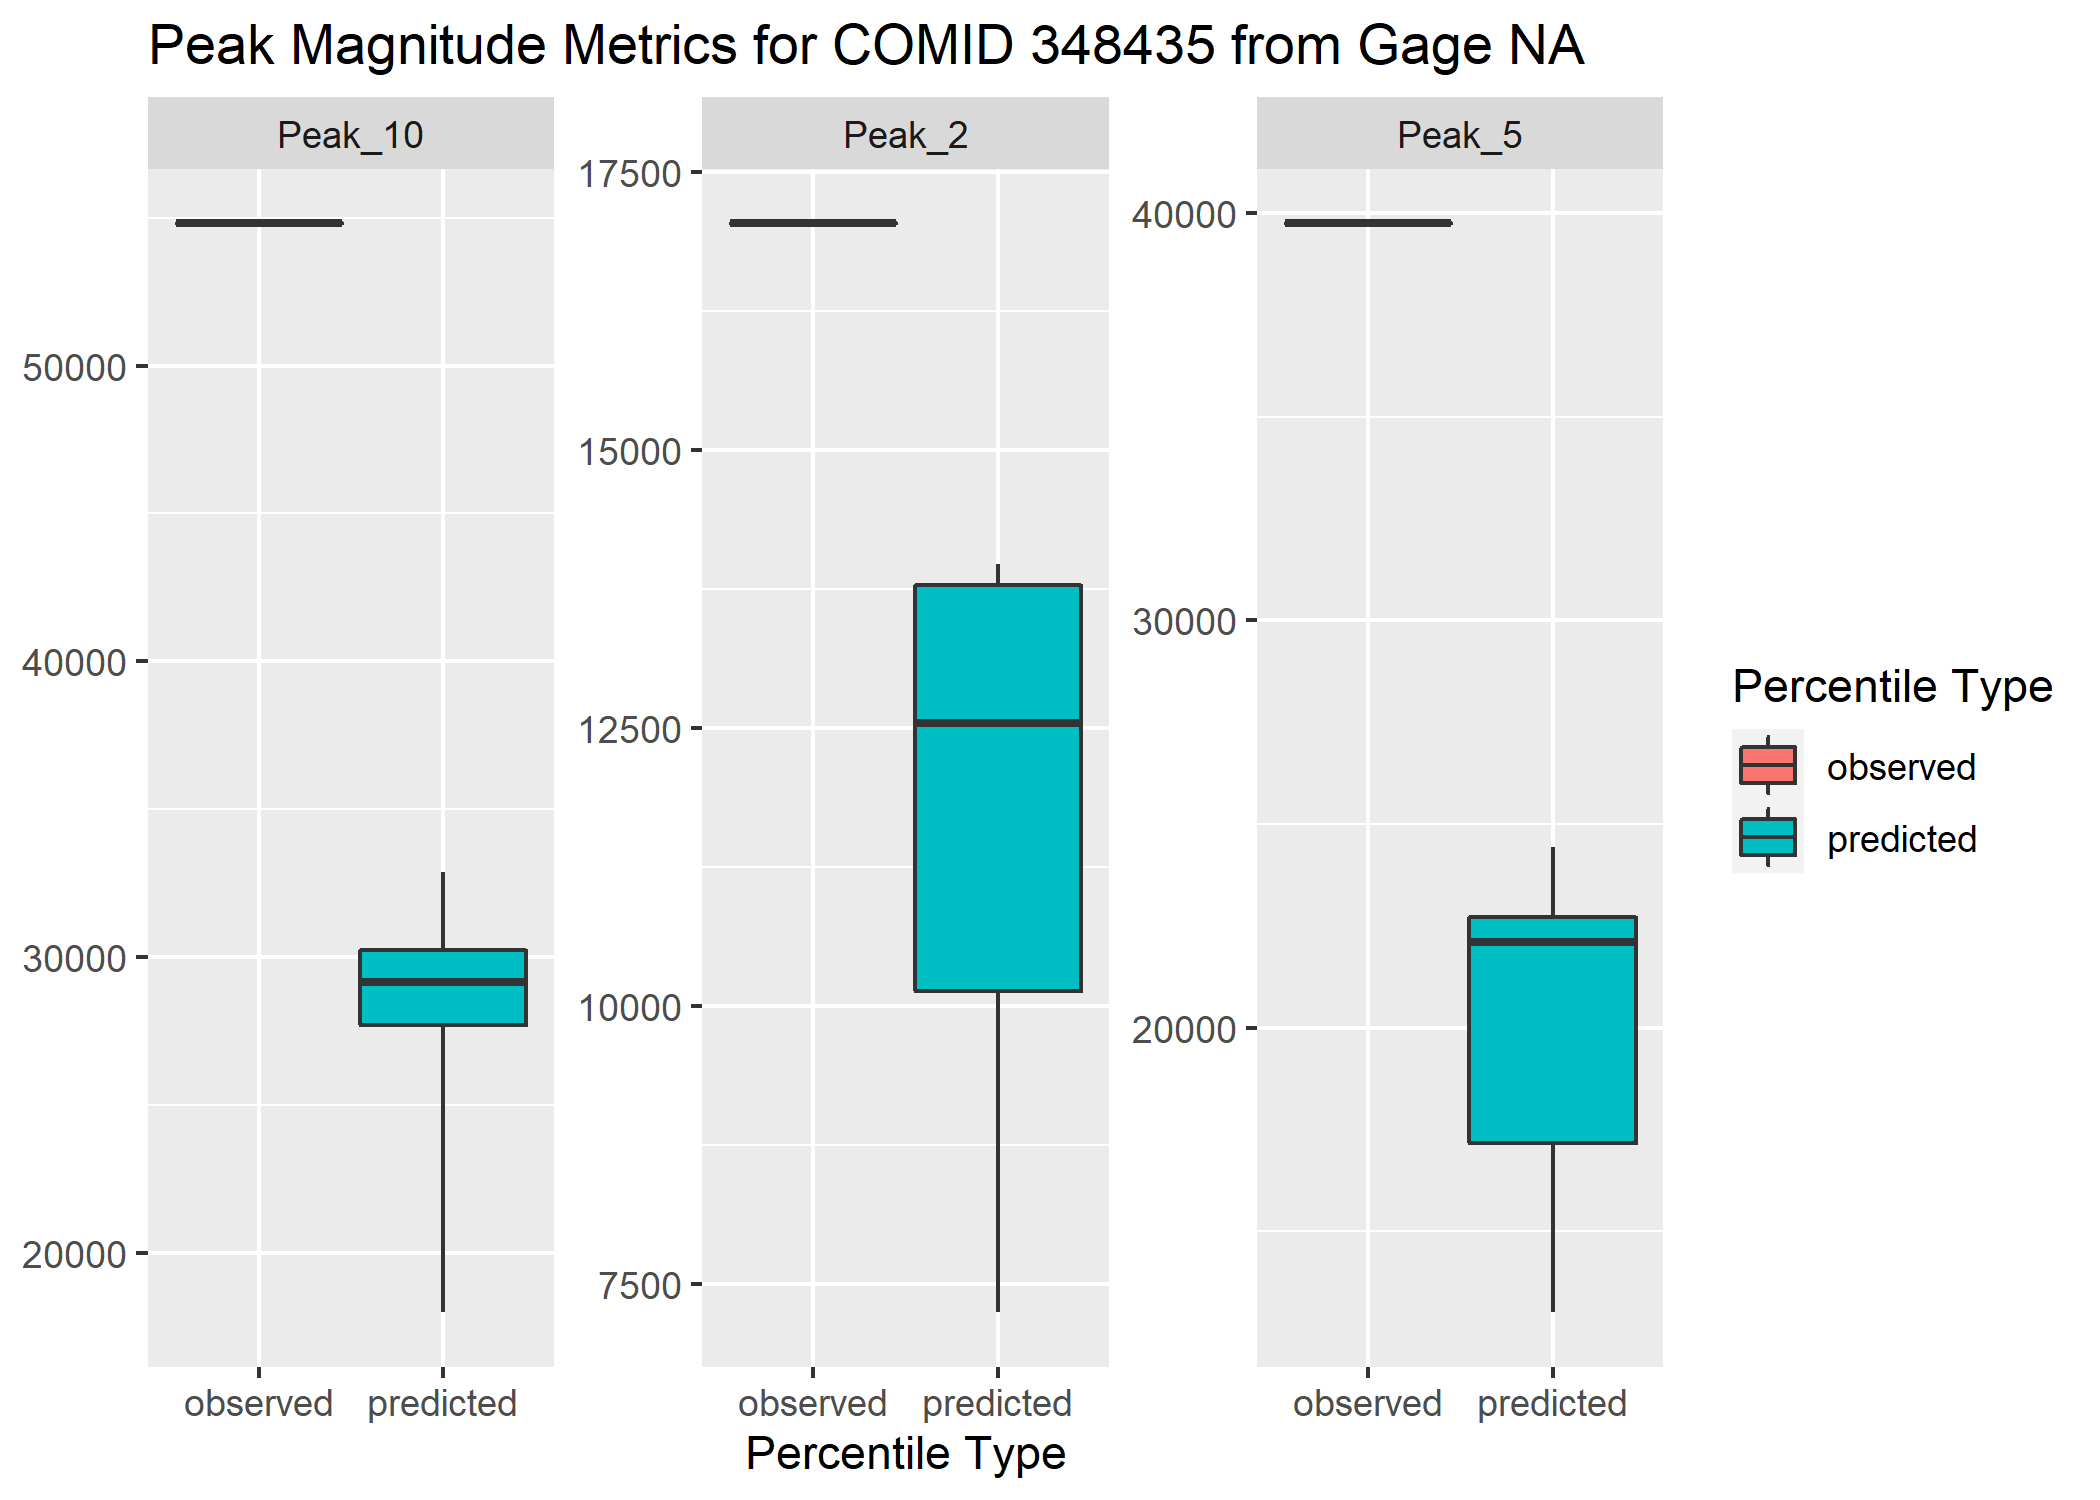 Peak Magnitude Metrics for COMID 348435 from Gage NA
Peak_10
Peak_2
Peak_5
50000
40000
30000
20000
17500
15000
12500
10000
7500
40000
30000
20000
observed predicted
observed predicted
observed predicted
Percentile Type
Percentile Type
observed
predicted